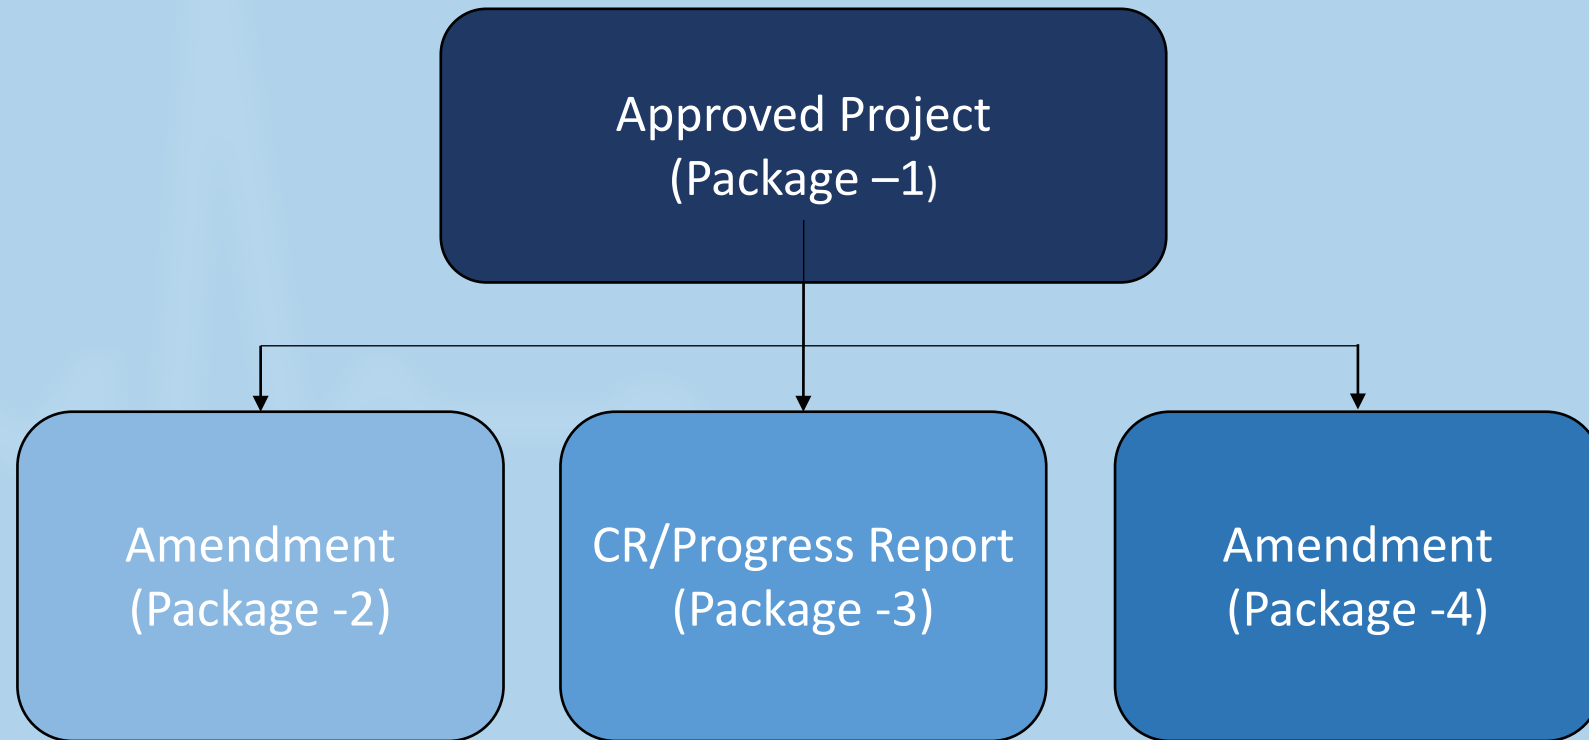 Approved Project
(Package –1)
Amendment
(Package -2)
CR/Progress Report
(Package -3)
Amendment
(Package -4)